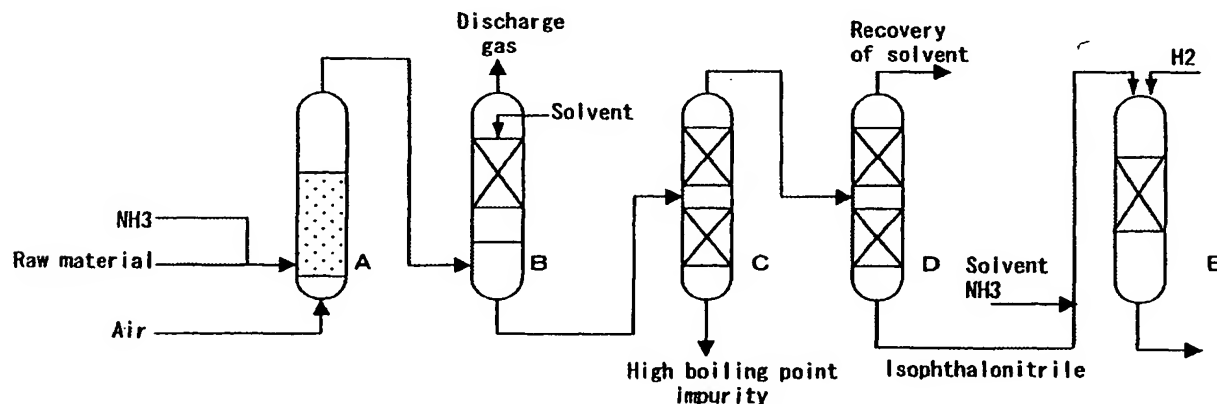 Discharge
gas
Recovery
of solvent
H2
Solvent
NH3
Raw material
A
B
C
D
Solvent
NH3
E
Air
High boiling point
impurity
Isophthalonitrile